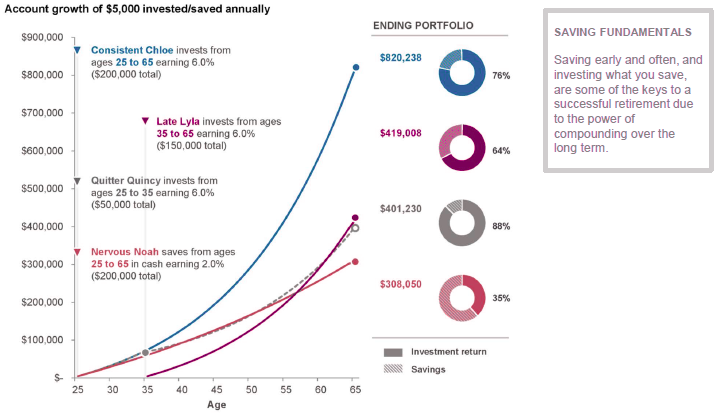 Account growth of $5,000 invested/saved annually
$900,000
$800,000
$700,000
$600,000
$500,000
$400,000
$300,000
$200,000
$100,000
$-
Consistent Chloe invests from
ages 25 to 65 earning 6.0%
($200,000 total)
Late Lyla invests from ages
35 to 65 earning 6.0%
($150,000 total)
Quitter Quincy invests from
ages 25 to 35 earning 6.0%
($50,000 total)
Nervous Noah saves from ages
25 to 65 in cash earning 2.0%
($200,000 total)
25 30 35 40 45 50 55 60 65
Age
ENDING PORTFOLIO
$820,238
76%
$419,008
64%
$401,230
88%
$308,050
35%
Investment return
Savings
SAVING FUNDAMENTALS
Saving early and often, and
investing what you save,
are some of the keys to a
successful retirement due
to the power of
compounding over the
long term.